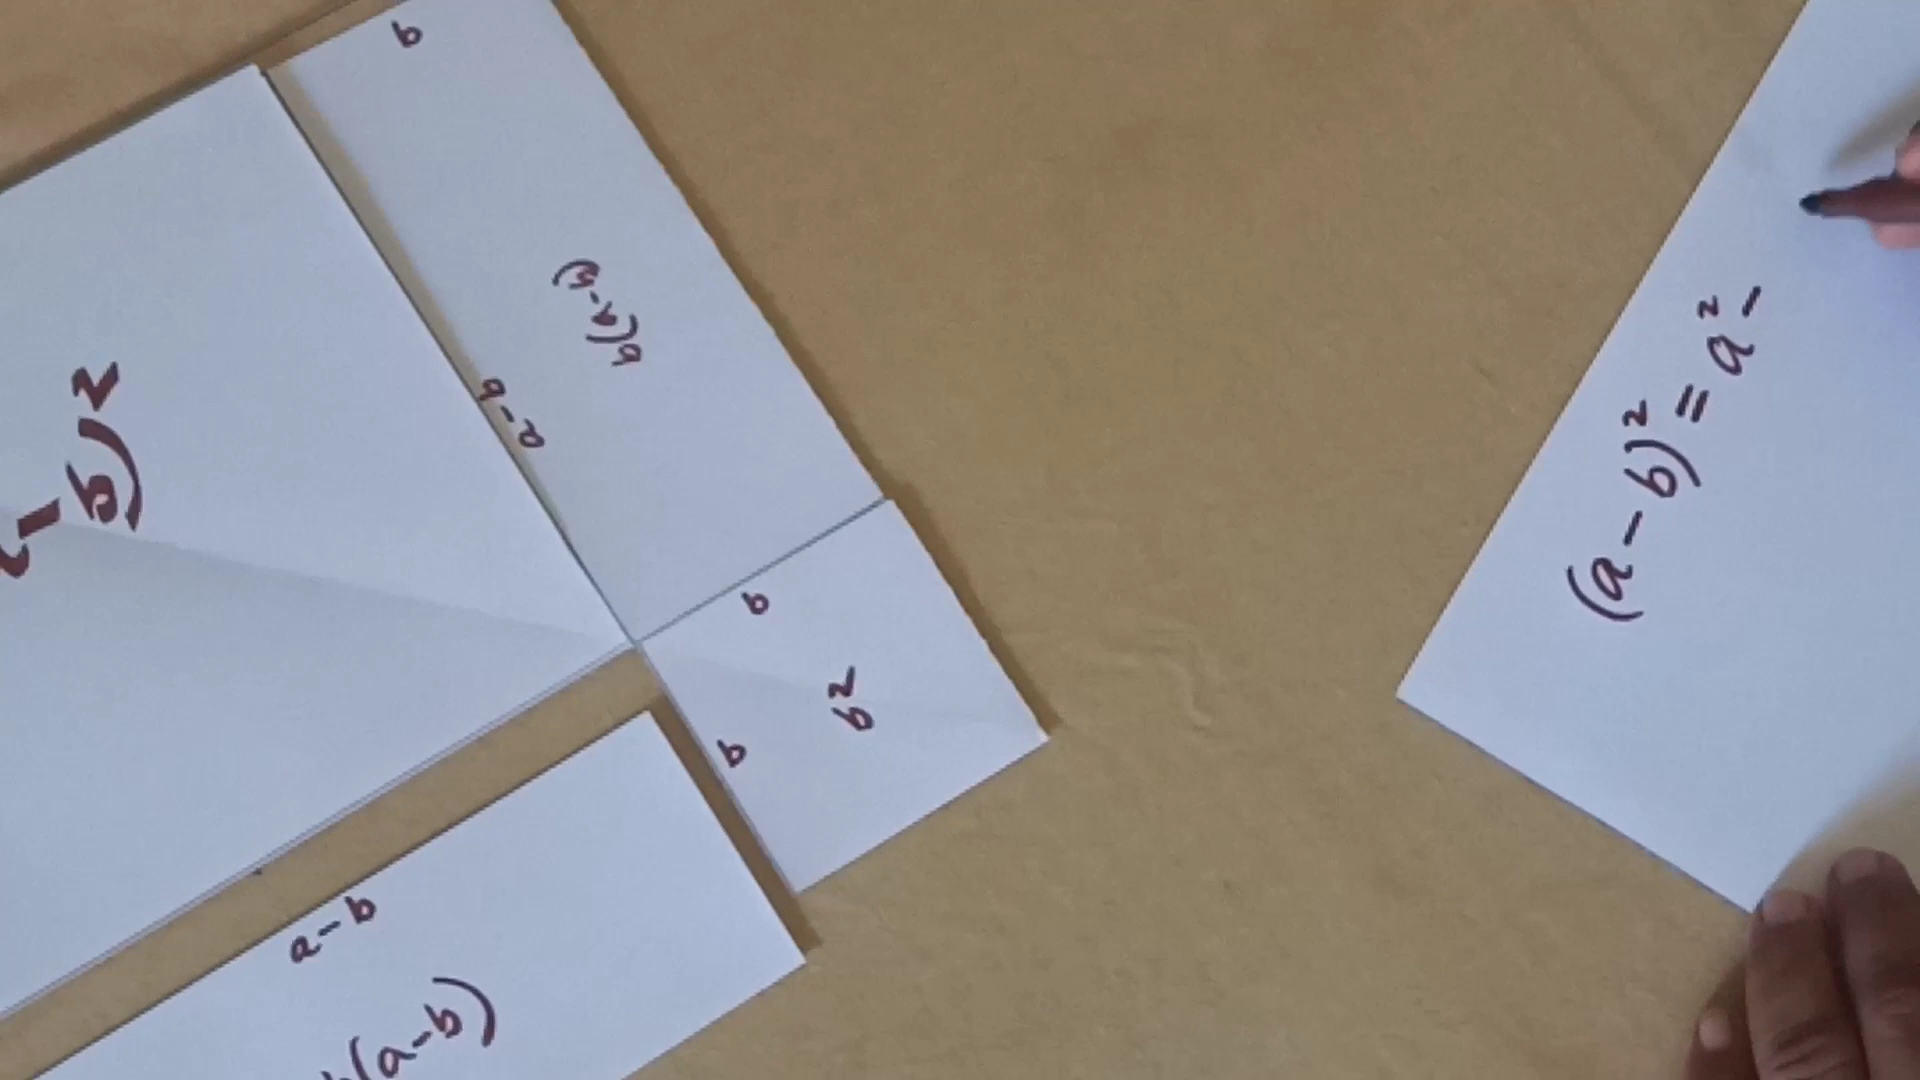 b
b(a-b)
a-b
b)²
b
b²
b
a-b
(a-b)
(a-b)² = a² -